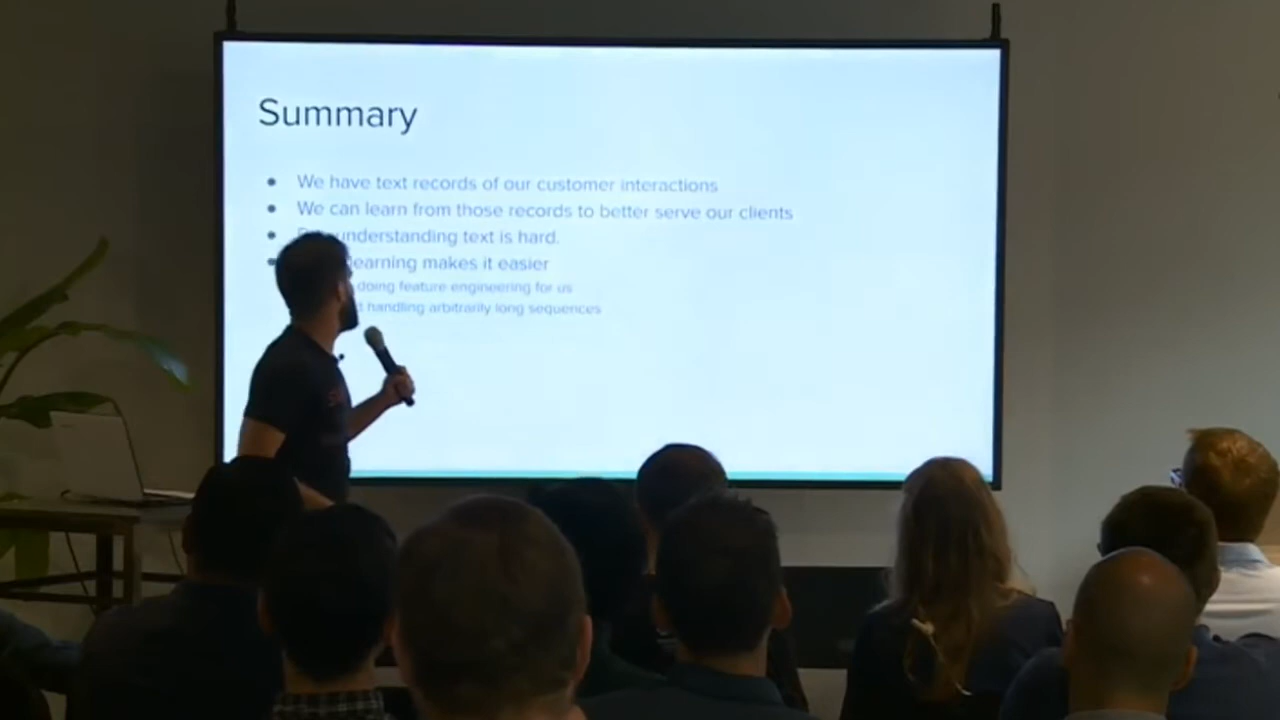 Summary
● We have text records of our customer interactions
● We can learn from those records to better serve our clients
● understanding text is hard.
● learning makes it easier
doing feature engineering for us
handling arbitrarily long sequences